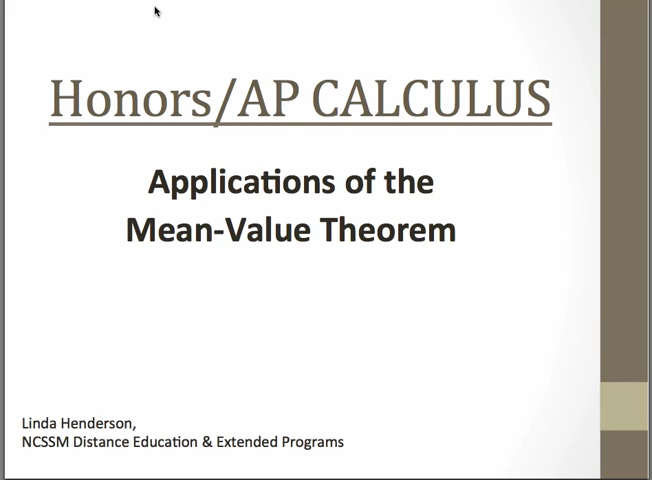 Honors/AP CALCULUS
Applications of the
Mean-Value Theorem
Linda Henderson,
NCSSM Distance Education & Extended Programs